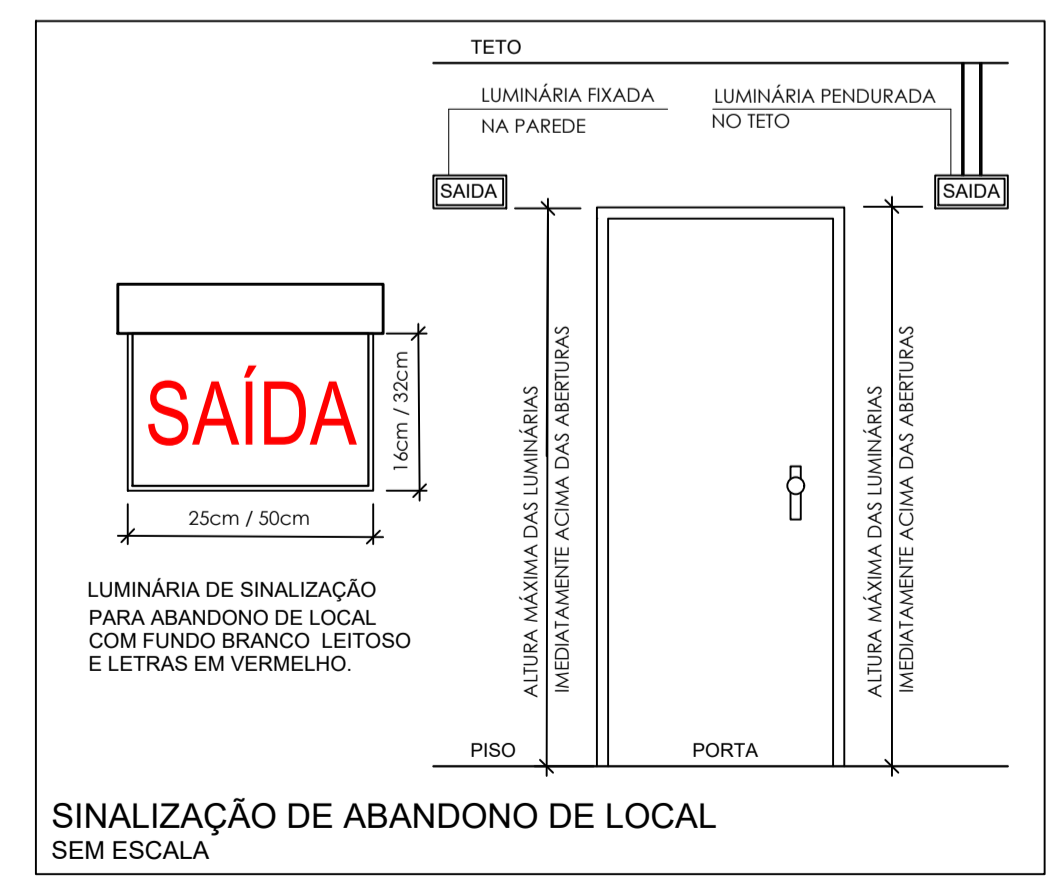 TETO
LUMINÁRIA FIXADA
NA PAREDE
LUMINÁRIA PENDURADA
NO TETO
SAIDA
SAIDA
SAÍDA
16cm / 32cm
25cm / 50cm
LUMINÁRIA DE SINALIZAÇÃO
PARA ABANDONO DE LOCAL
COM FUNDO BRANCO LEITOSO
E LETRAS EM VERMELHO.
ALTURA MÁXIMA DAS LUMINÁRIAS
IMEDIATAMENTE ACIMA DAS ABERTURAS
ALTURA MÁXIMA DAS LUMINÁRIAS
IMEDIATAMENTE ACIMA DAS ABERTURAS
PISO
PORTA
SINALIZAÇÃO DE ABANDONO DE LOCAL
SEM ESCALA